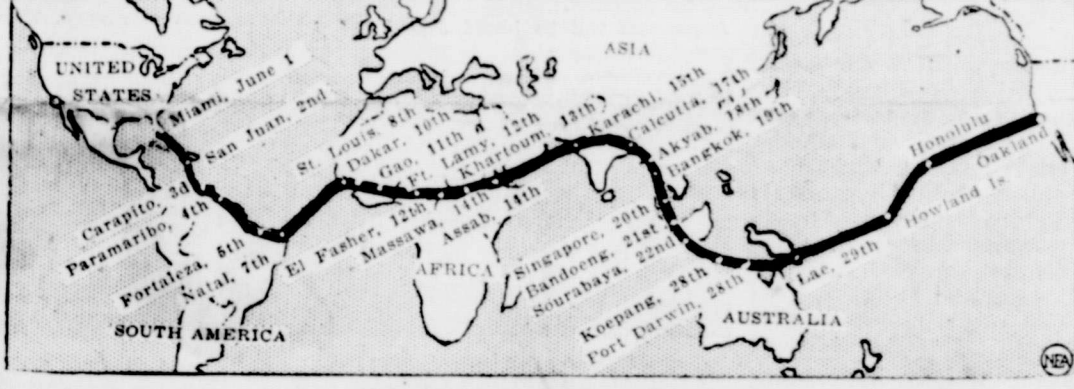 UNITED
STATES
ASIA
Miami, June 1
San Juan, 2nd
Carapito, 3d
Paramaribo, 4th
Fortaleza, 5th
Natal, 7th
SOUTH AMERICA
St. Louis, 8th
Dakar, 10th
Gao, 11th
Ft. Lamy, 12th
Khartoum, 13th
El Fasher, 12th
Massawa, 14th
Assab, 14th
AFRICA
Karachi, 15th
Calcutta, 17th
Akyab, 18th
Bangkok, 19th
Singapore, 20th
Bandoeng, 21st
Sourabaya, 22nd
Koepang, 28th
Port Darwin, 28th
AUSTRALIA
Lae, 29th
Howland Is.
Honolulu
Oakland
NEA